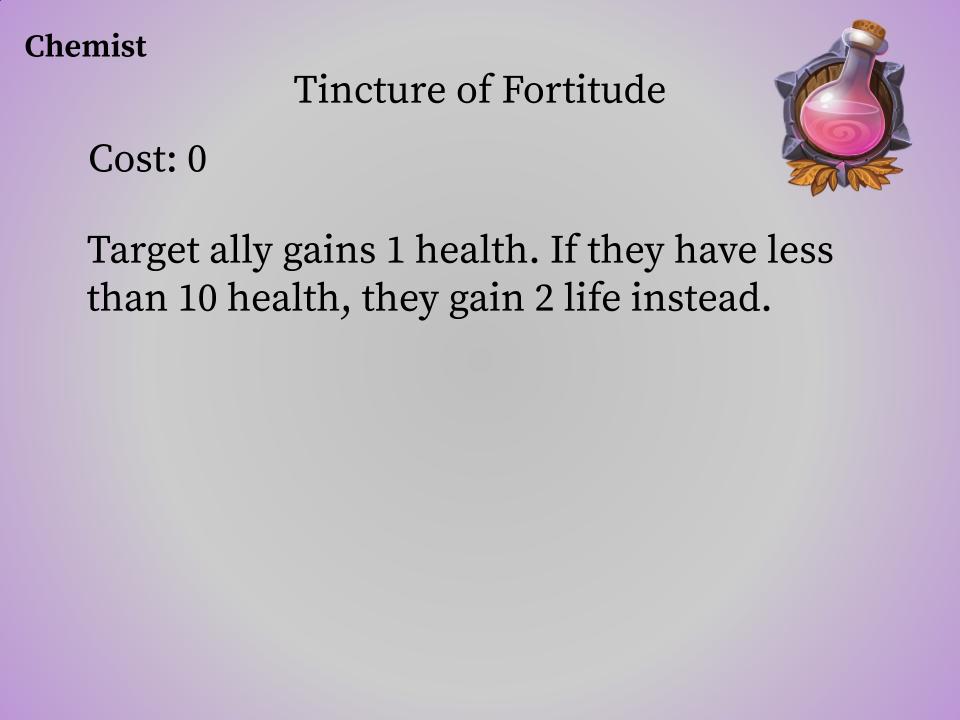 Chemist
Tincture of Fortitude
Cost: 0
Target ally gains 1 health. If they have less
than 10 health, they gain 2 life instead.